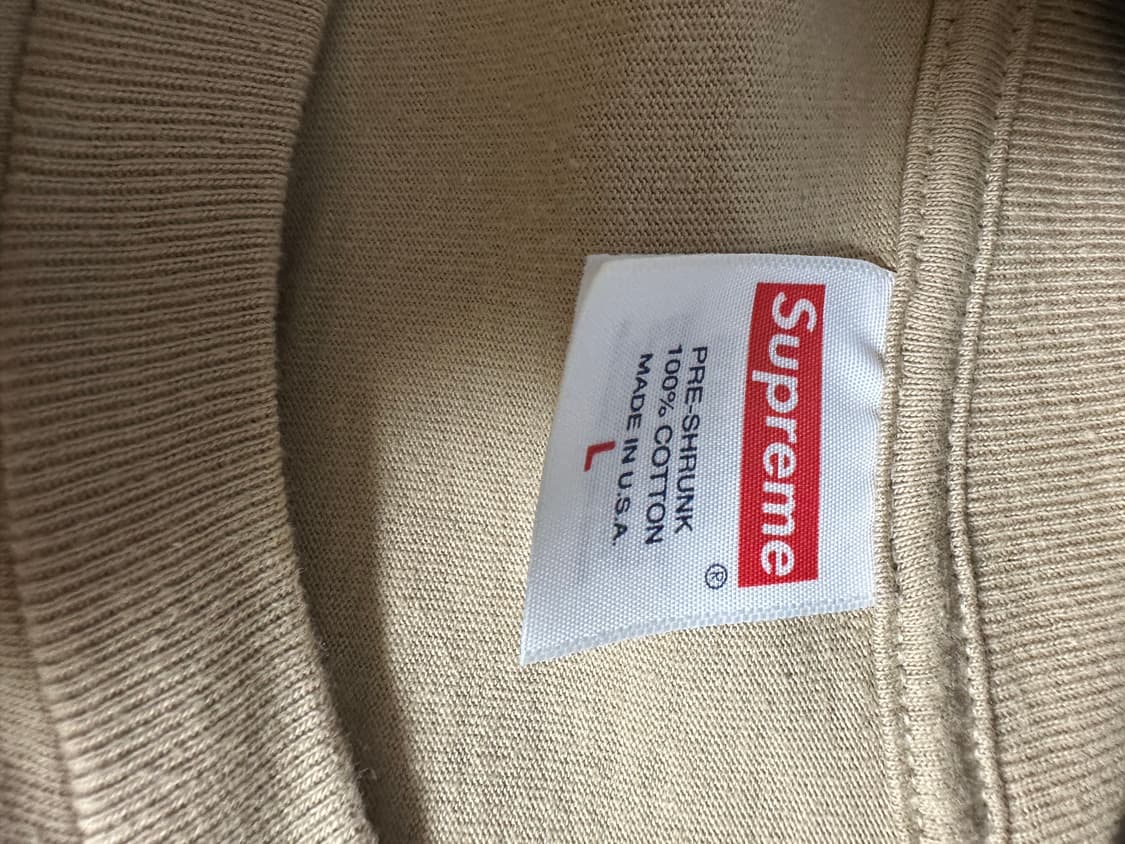 Supreme
®
PRE-SHRUNK
100% COTTON
MADE IN U.S.A.
L